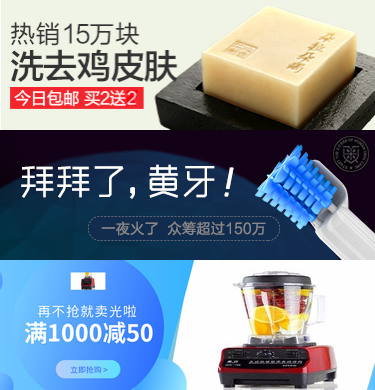 热销15万块
洗去鸡皮肤
今日包邮 买2送2
拜拜了,黄牙!
一夜火了 众筹超过150万
再不抢就卖光啦
满1000减50
立即抢购 >